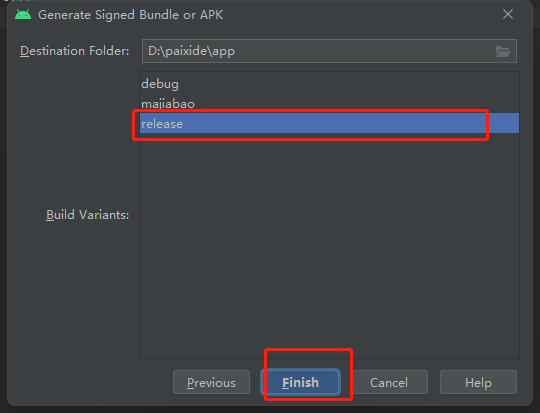 Generate Signed Bundle or APK
Destination Folder: D:\paixide\app
debug
majiabao
release
Build Variants:
Previous Finish Cancel Help